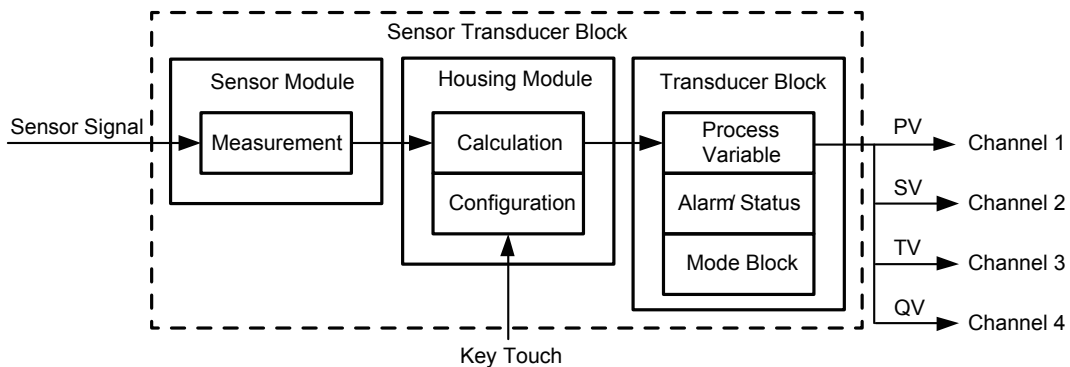 Sensor Transducer Block
Sensor Module
Housing Module
Transducer Block
Sensor Signal
Measurement
Calculation
Configuration
Process
Variable
Alarm/ Status
Mode Block
PV
Channel 1
SV
Channel 2
TV
Channel 3
QV
Channel 4
Key Touch